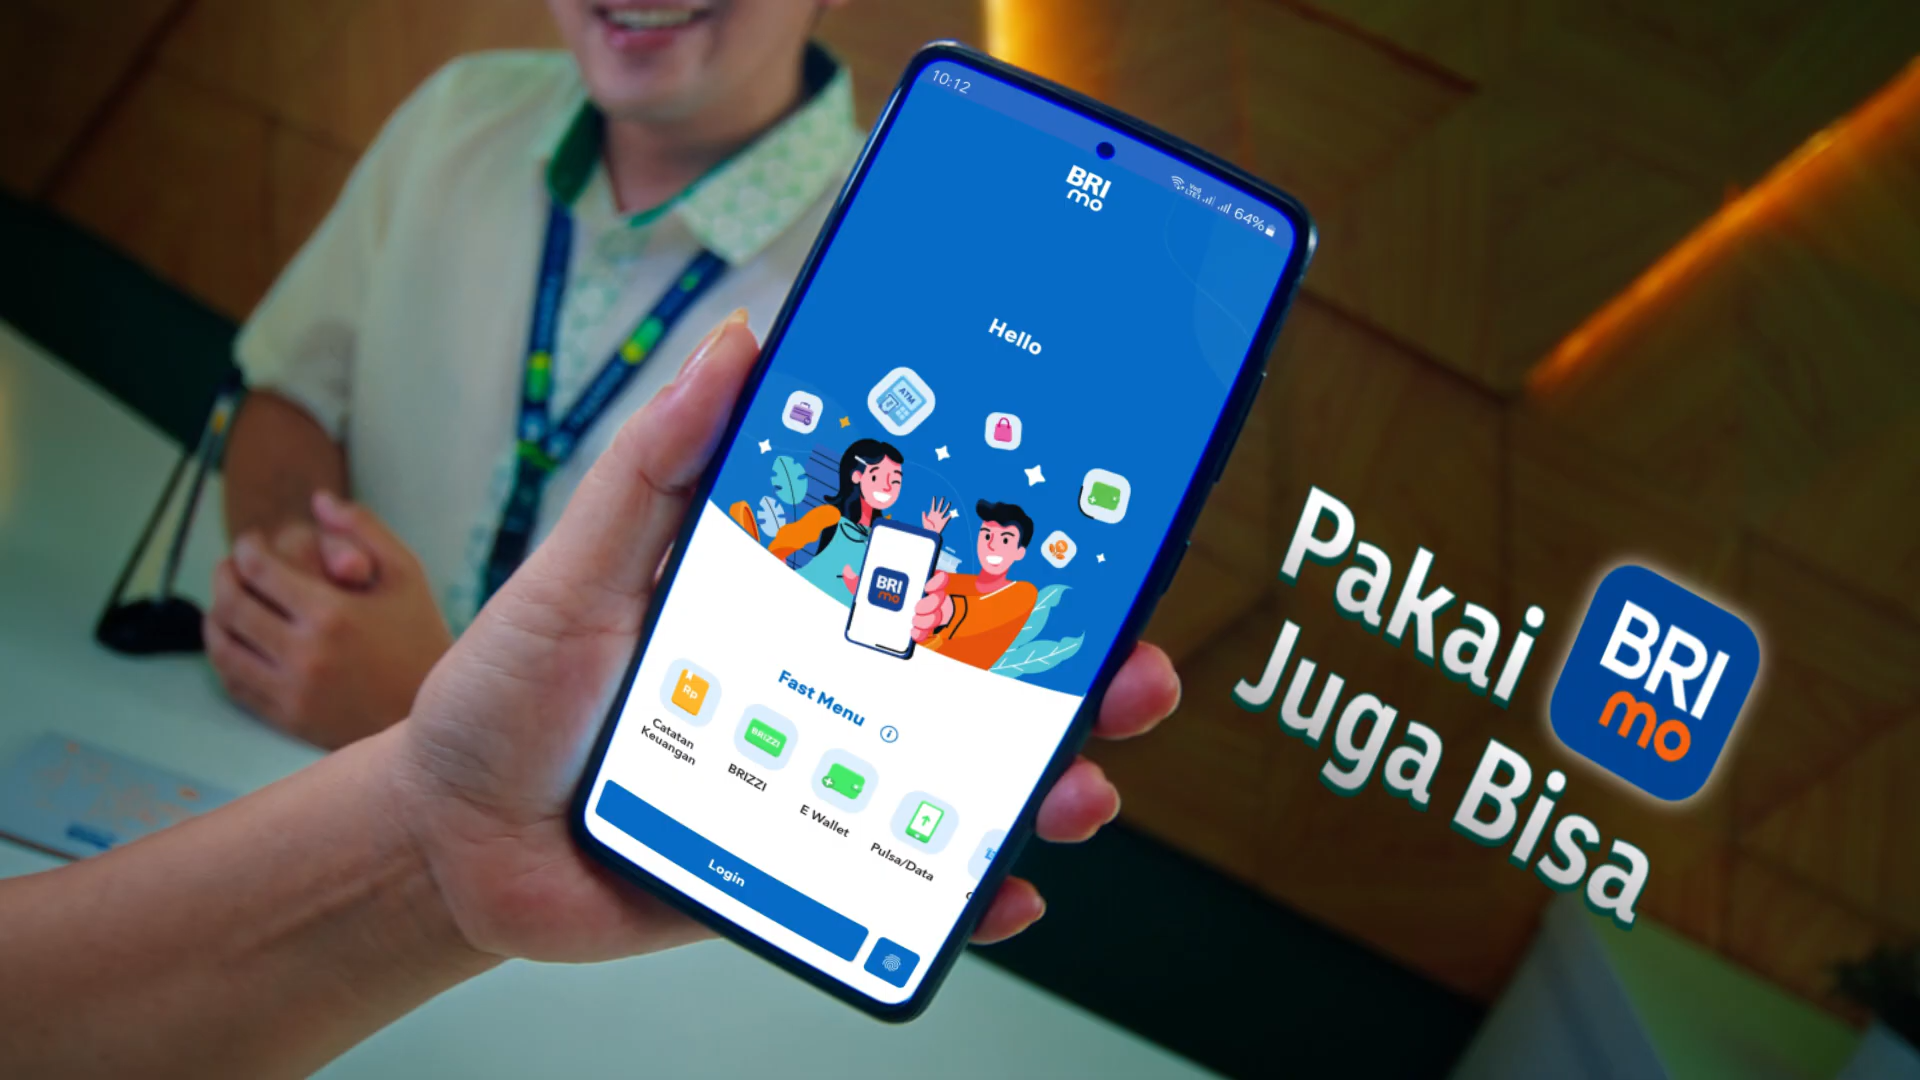 10:12
64%
BRI
mo
Hello
ATM
BRI
mo
Fast Menu
Rp
Catatan
Keuangan
BRIZZI
BRIZZI
E Wallet
Pulsa/Data
Login
Pakai
BRI
mo
Juga Bisa